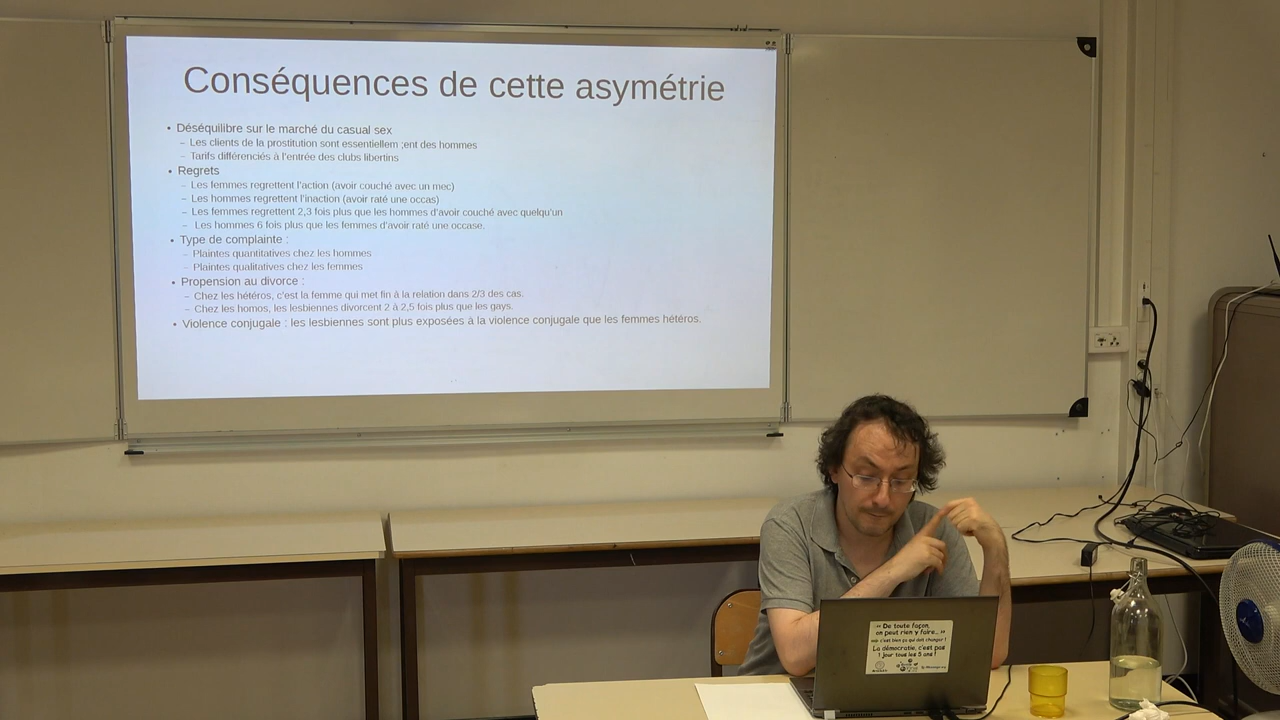 Conséquences de cette asymétrie
• Déséquilibre sur le marché du casual sex
– Les clients de la prostitution sont essentiellem ;ent des hommes
– Tarifs différenciés à l'entrée des clubs libertins
• Regrets
– Les femmes regrettent l'action (avoir couché avec un mec)
– Les hommes regrettent l'inaction (avoir raté une occas)
– Les femmes regrettent 2,3 fois plus que les hommes d'avoir couché avec quelqu'un
– Les hommes 6 fois plus que les femmes d'avoir raté une occase.
• Type de complainte :
– Plaintes quantitatives chez les hommes
– Plaintes qualitatives chez les femmes
• Propension au divorce :
– Chez les hétéros, c'est la femme qui met fin à la relation dans 2/3 des cas.
– Chez les homos, les lesbiennes divorcent 2 à 2,5 fois plus que les gays.
• Violence conjugale : les lesbiennes sont plus exposées à la violence conjugale que les femmes hétéros.
« De toute façon,
on peut rien y faire... »
La démocratie, c'est pas
1 jour tous les 5 ans !